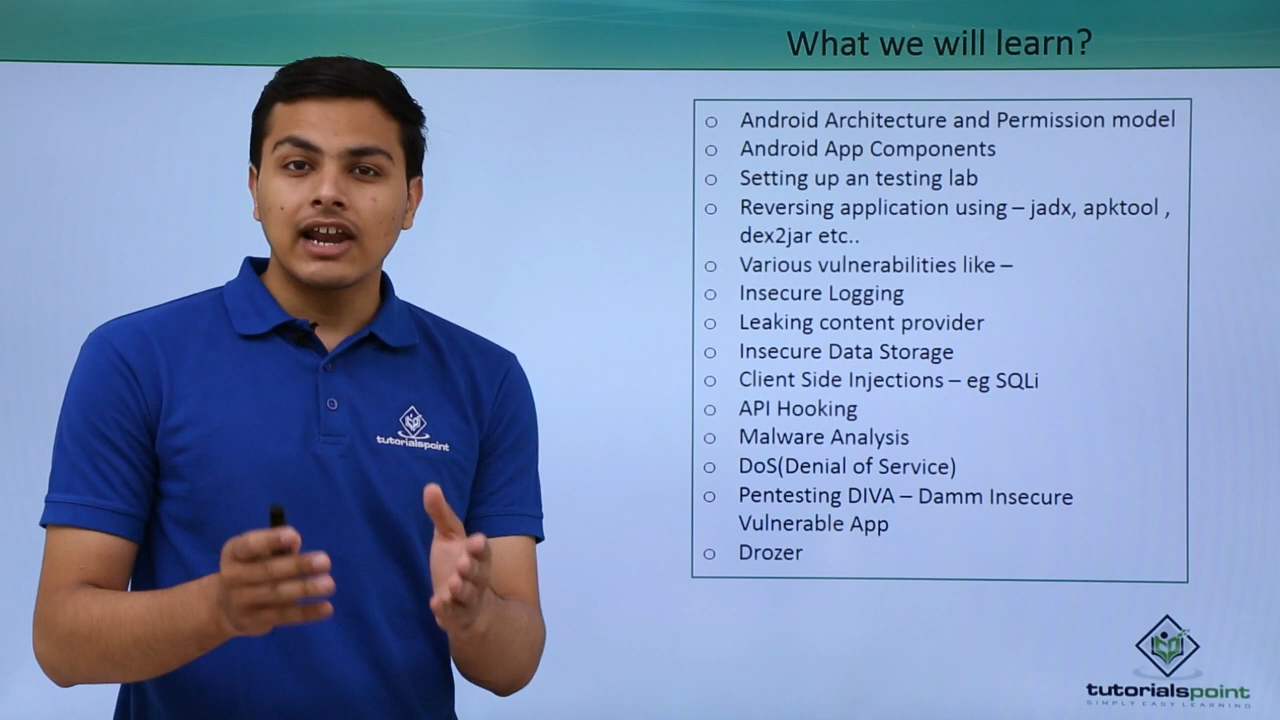 What we will learn?
○ Android Architecture and Permission model
○ Android App Components
○ Setting up an testing lab
○ Reversing application using – jadx, apktool ,
dex2jar etc..
○ Various vulnerabilities like –
○ Insecure Logging
○ Leaking content provider
○ Insecure Data Storage
○ Client Side Injections – eg SQLi
○ API Hooking
○ Malware Analysis
○ DoS(Denial of Service)
○ Pentesting DIVA – Damm Insecure
Vulnerable App
○ Drozer
tutorialspoint
tutorialspoint
SIMPLY EASY LEARNING